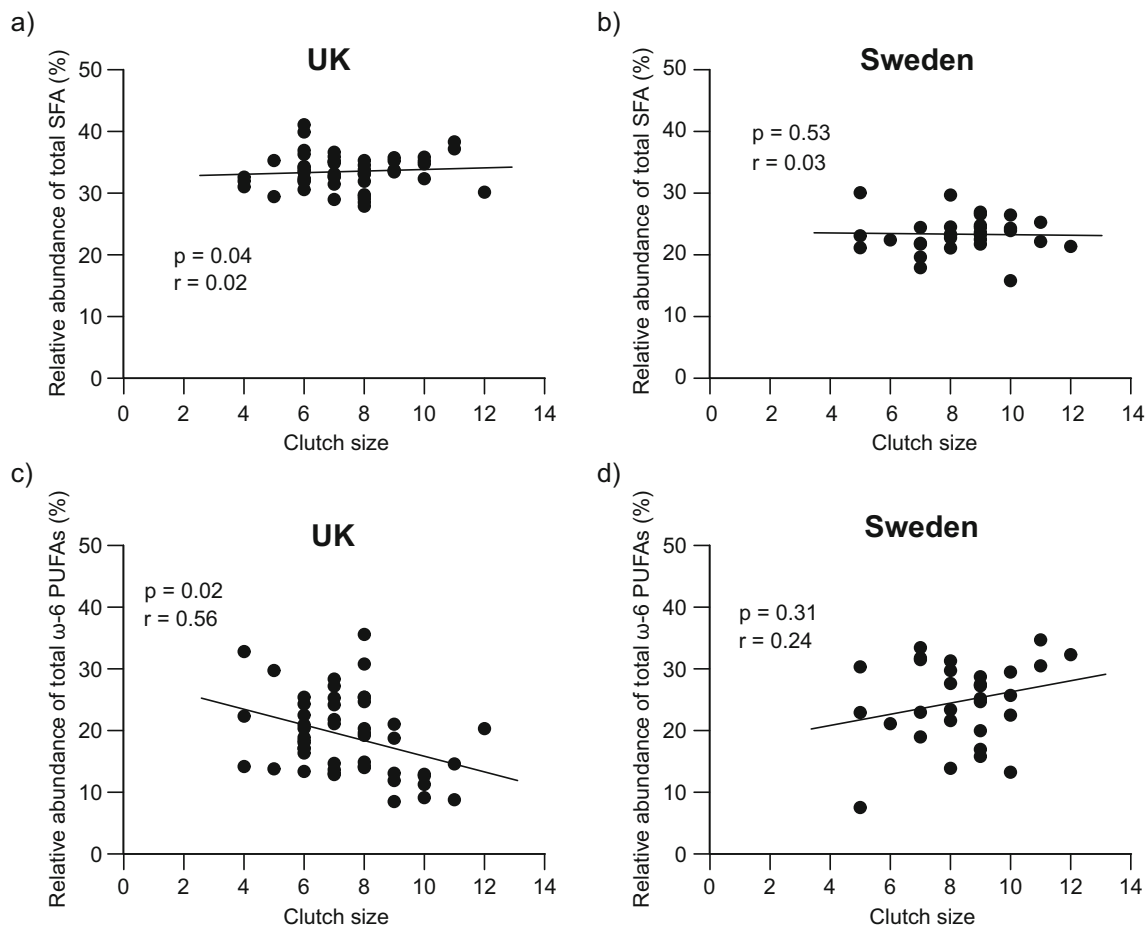 a)
UK
Relative abundance of total SFA (%)
50
40
30
20
10
0
p = 0.04
r = 0.02
0 2 4 6 8 10 12 14
Clutch size
b)
Sweden
Relative abundance of total SFA (%)
50
40
30
20
10
0
p = 0.53
r = 0.03
0 2 4 6 8 10 12 14
Clutch size
c)
UK
Relative abundance of total ω-6 PUFAs (%)
50
40
30
20
10
0
p = 0.02
r = 0.56
0 2 4 6 8 10 12 14
Clutch size
d)
Sweden
Relative abundance of total ω-6 PUFAs (%)
50
40
30
20
10
0
p = 0.31
r = 0.24
0 2 4 6 8 10 12 14
Clutch size